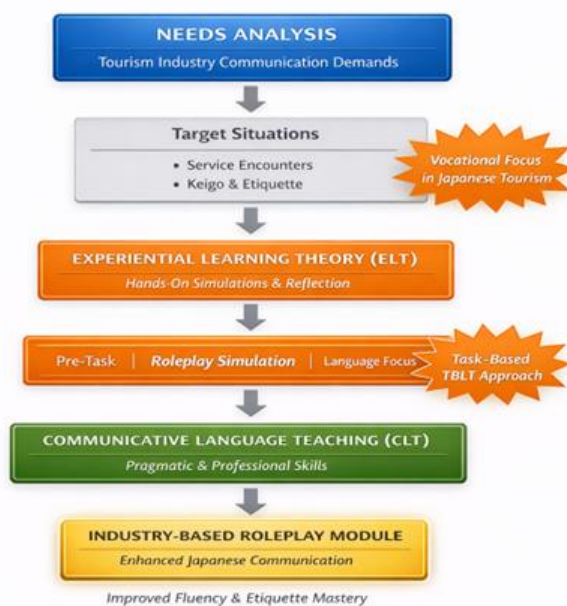 NEEDS ANALYSIS
Tourism Industry Communication Demands
Target Situations
• Service Encounters
• Keigo & Etiquette
Vocational Focus
in Japanese Tourism
EXPERIENTIAL LEARNING THEORY (ELT)
Hands-On Simulations & Reflection
Pre-Task | Roleplay Simulation | Language Focus
Task-Based
TBLT Approach
COMMUNICATIVE LANGUAGE TEACHING (CLT)
Pragmatic & Professional Skills
INDUSTRY-BASED ROLEPLAY MODULE
Enhanced Japanese Communication
Improved Fluency & Etiquette Mastery